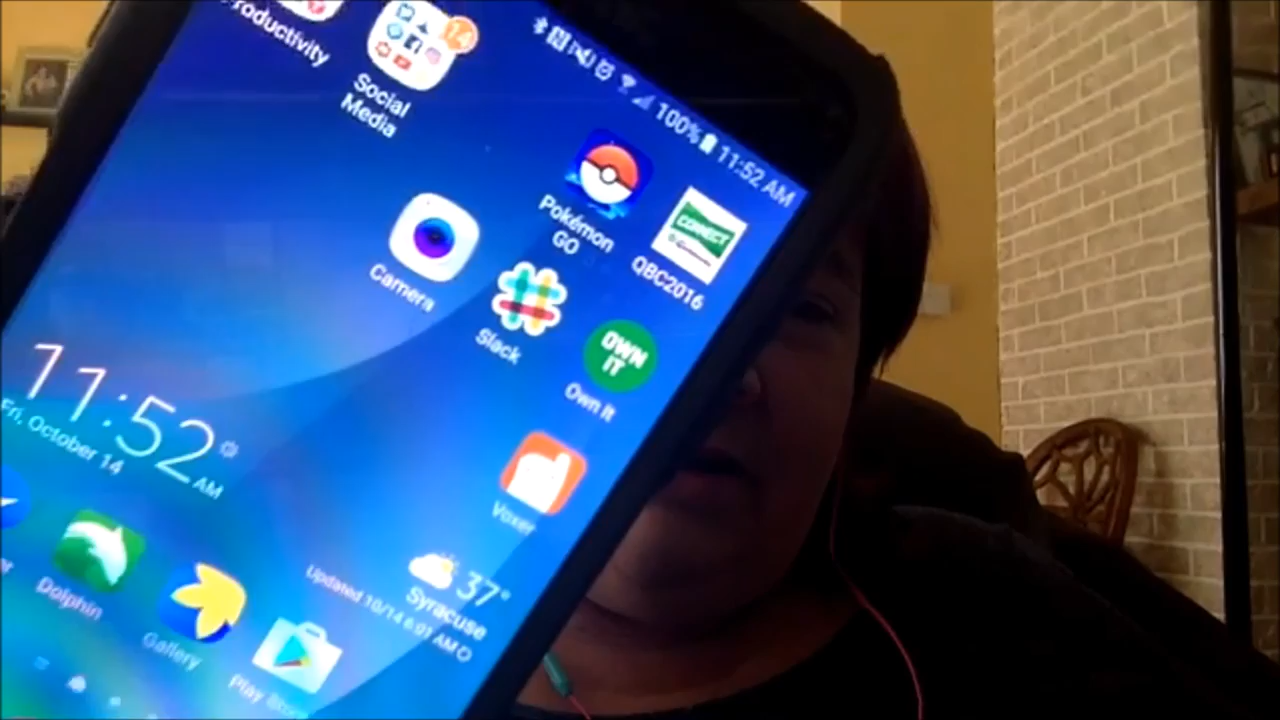 Productivity
14
Social
Media
100% 11:52 AM
Pokémon
GO
CONNECT
QBC2016
Camera
Slack
OWN
IT
Own It
11:52 AM
Fri, October 14
Voxer
37°
Syracuse
Updated 10/14 6:01 AM
Dolphin
Gallery
Play Store